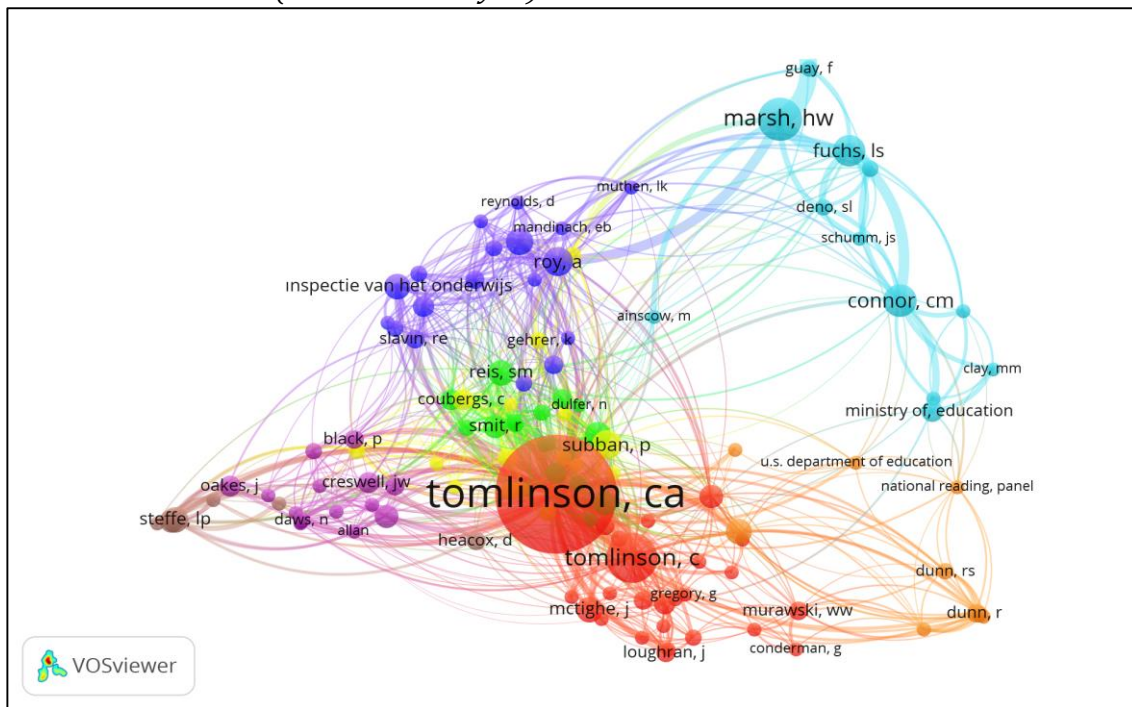 guay, f
marsh, hw
fuchs, ls
muthen, lk
reynolds, d
deno, sl
mandinach, eb
schumm, js
roy, a
inspectie van het onderwijs
connor, cm
ainscow, m
slavin, re
gehrer, k
reis, sm
clay, mm
coubergs, c
dulfer, n
ministry of, education
smit, r
black, p
subban, p
u.s. department of education
oakes, j
creswell, jw
national reading, panel
tomlinson, ca
steffe, lp
daws, n
allan
heacox, d
tomlinson, c
dunn, rs
gregory, g
mctighe, j
murawski, ww
dunn, r
loughran, j
conderman, g
VOSviewer